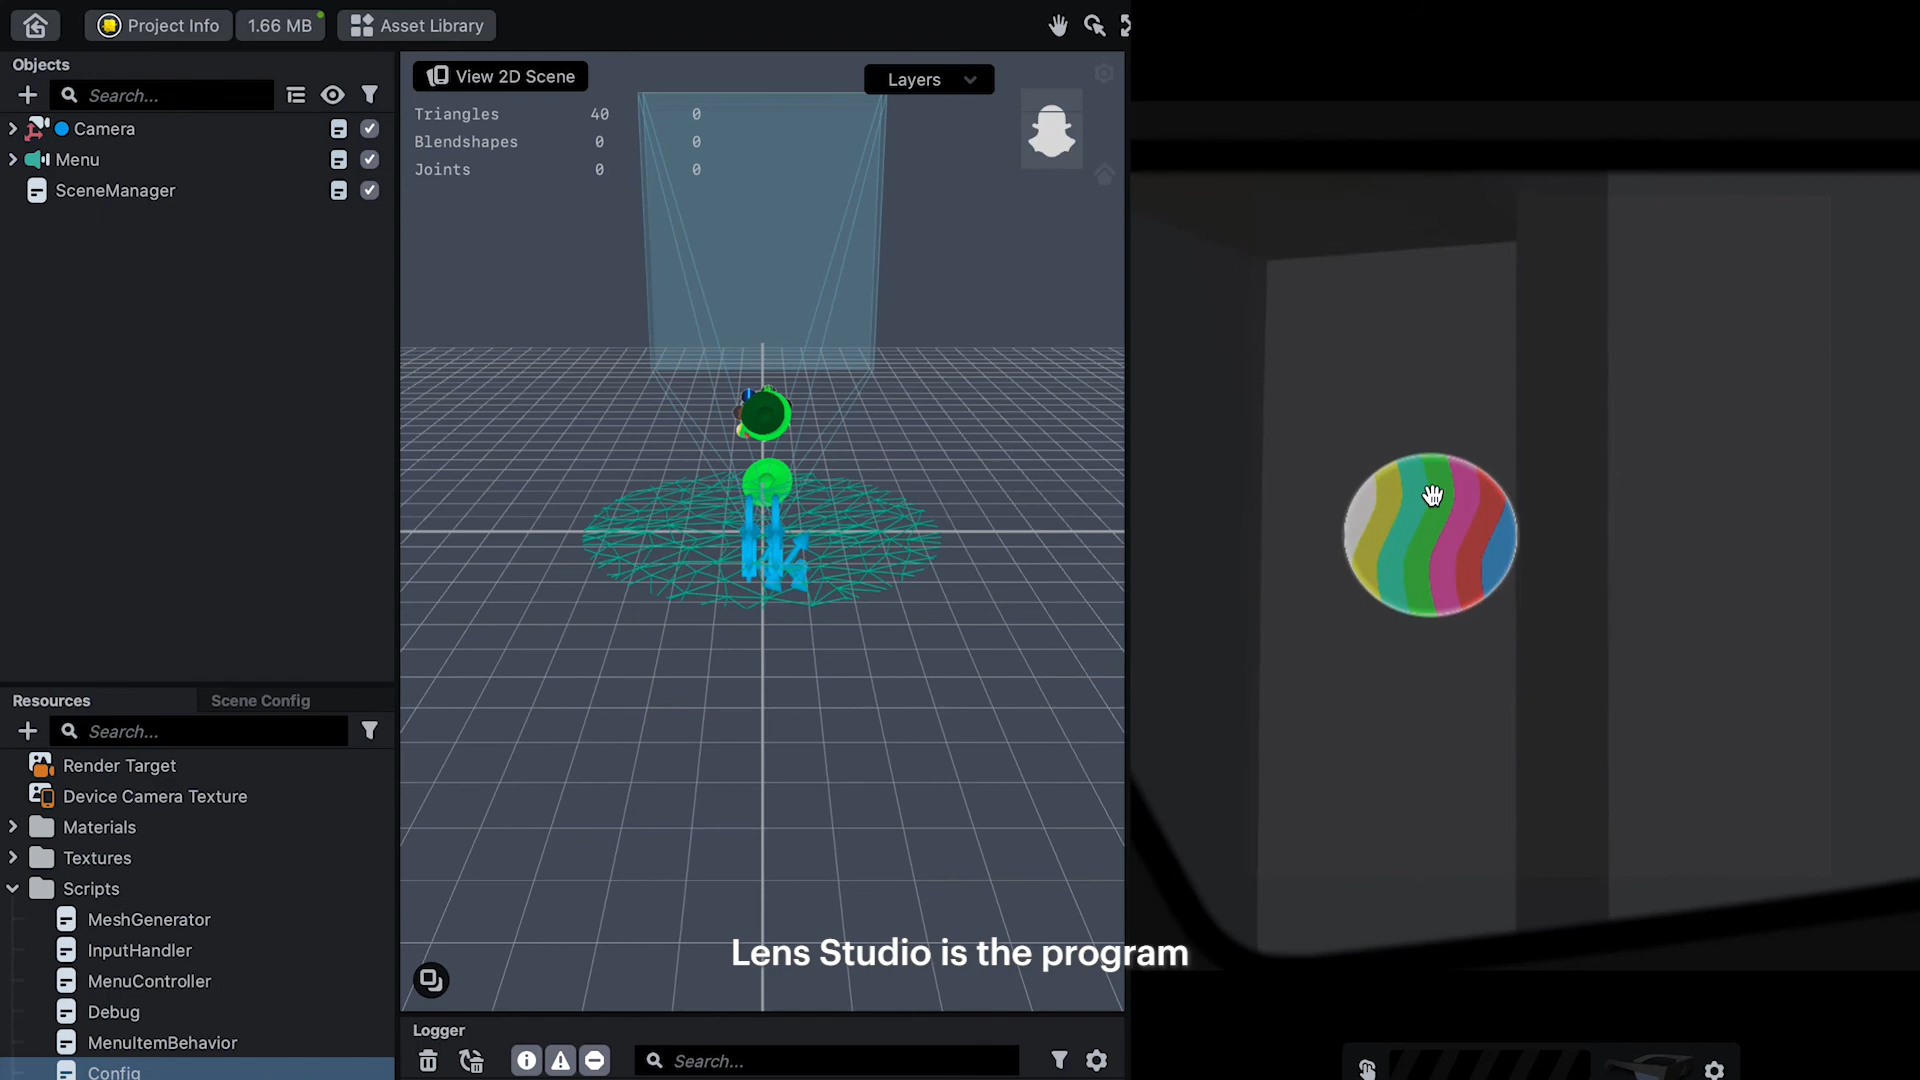 Project Info
1.66 MB
Asset Library
Objects
Search...
Camera
Menu
SceneManager
View 2D Scene
Layers
Triangles 40 0
Blendshapes 0 0
Joints 0 0
Resources
Scene Config
Search...
Render Target
Device Camera Texture
Materials
Textures
Scripts
MeshGenerator
InputHandler
MenuController
Debug
MenuItemBehavior
Config
Lens Studio is the program
Logger
Search...